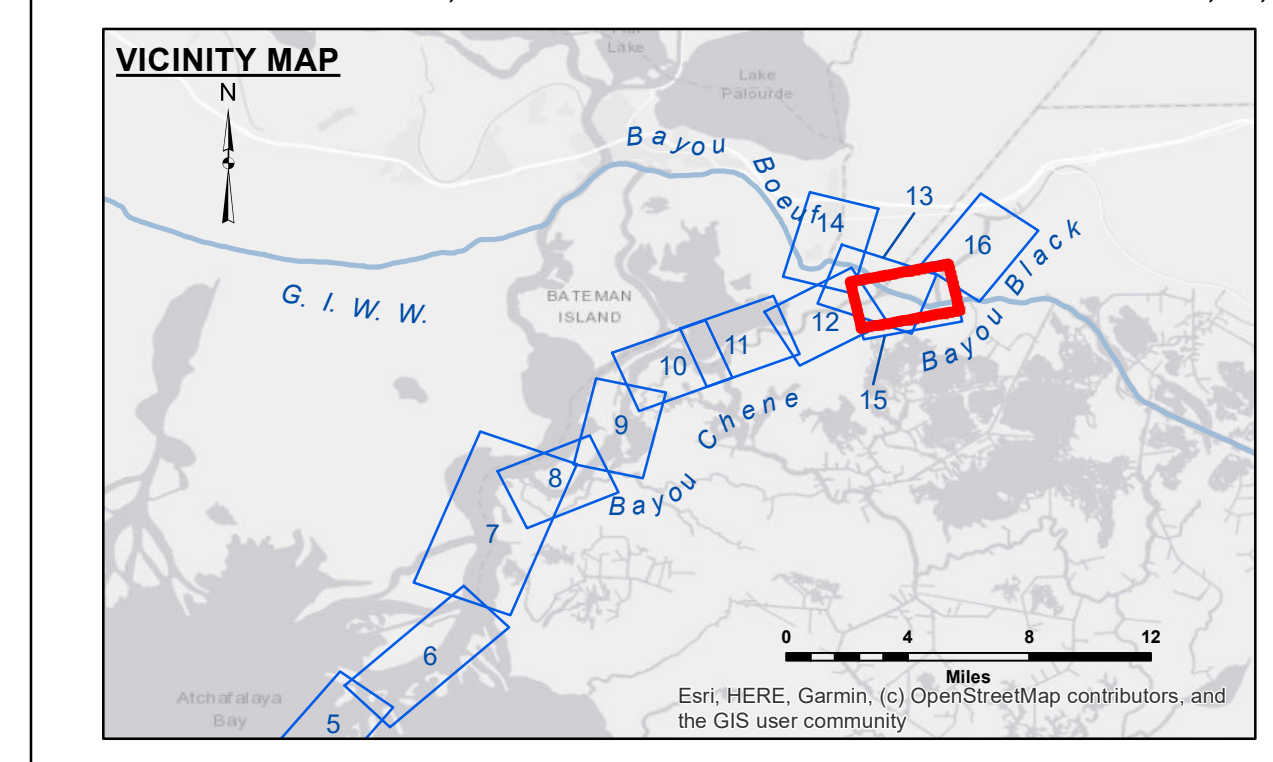 VICINITY MAP
N
Lake
Lake
Palourde
Bayou
Boeuf
14
13
16
Bayou Black
G. I. W. W.
BATEMAN
ISLAND
12
11
10
15
Bayou Chene
9
8
7
6
5
Atchafalaya
Bay
0 4 8 12
Miles
Esri, HERE, Garmin, (c) OpenStreetMap contributors, and
the GIS user community